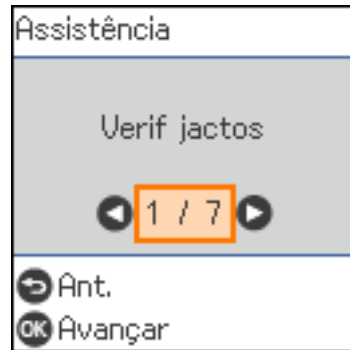 Assistência
Verif jactos
1 / 7
Ant.
OK Avançar